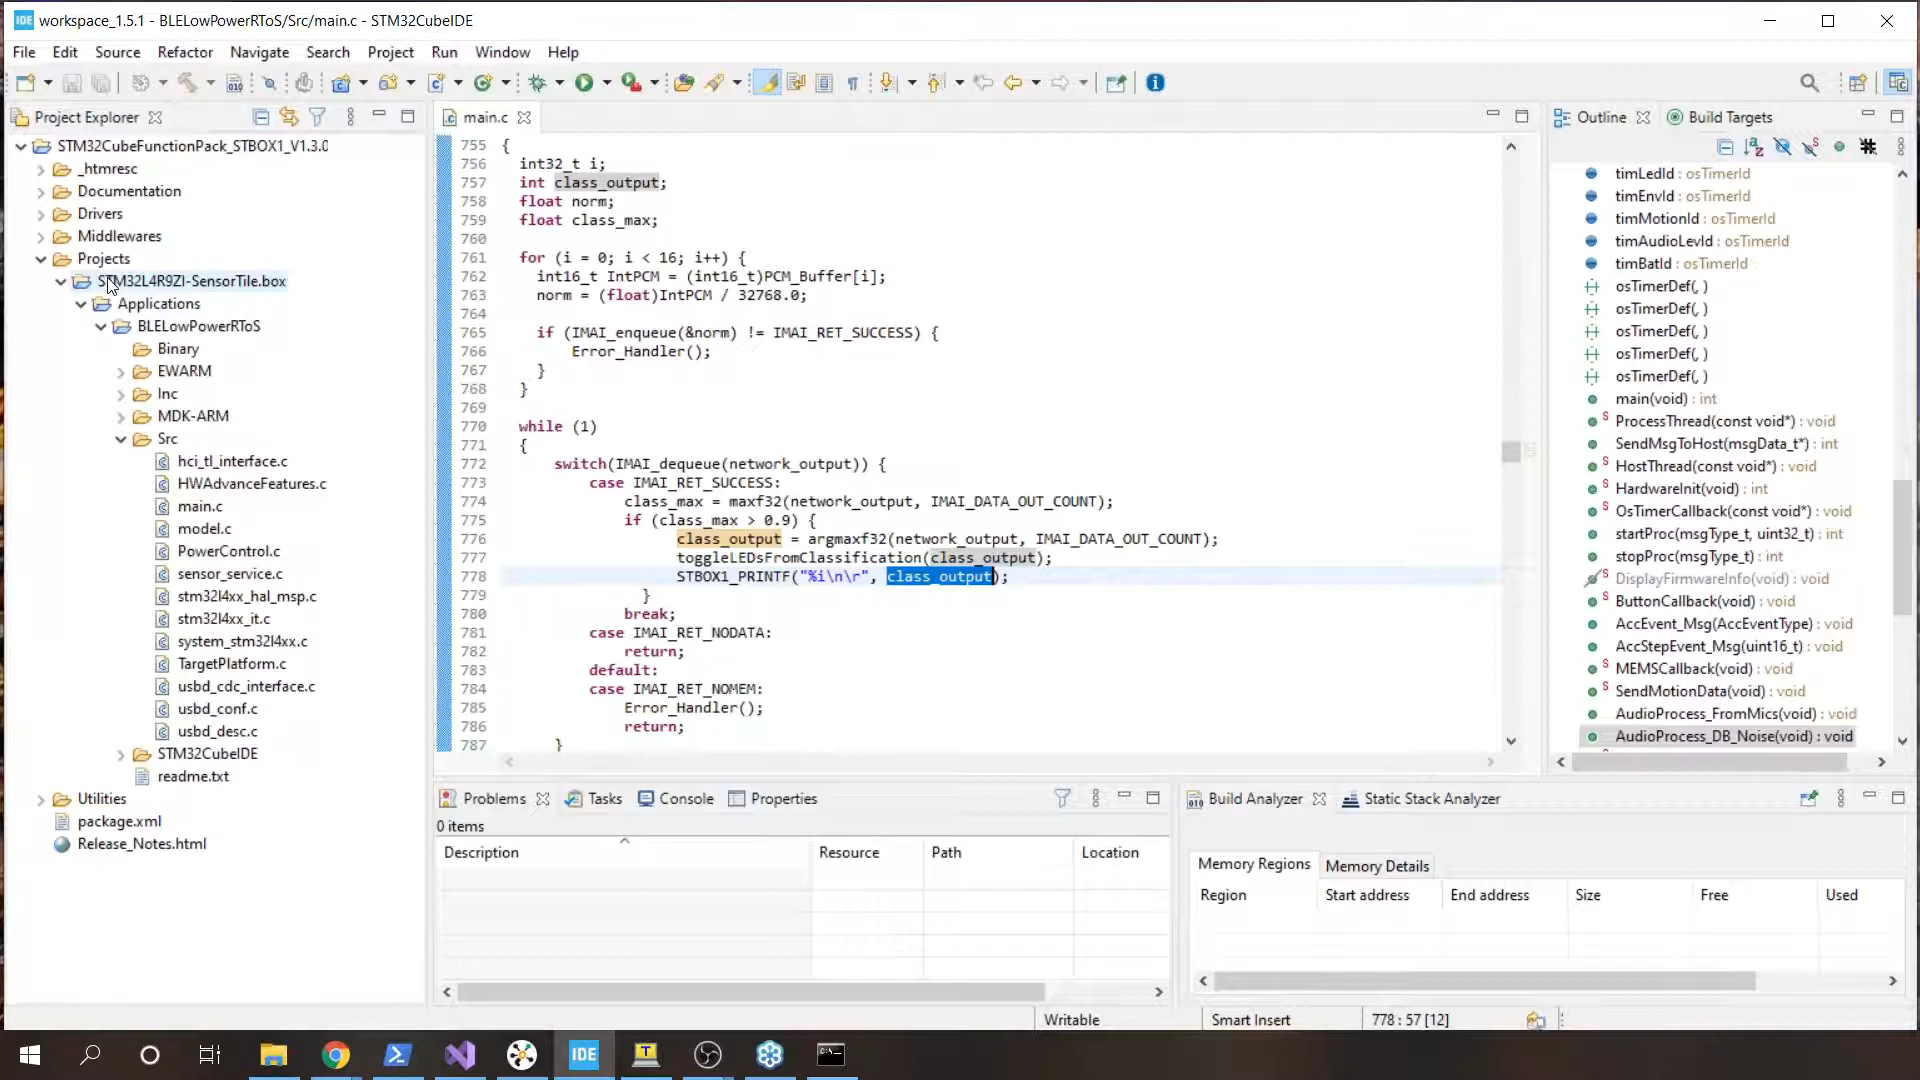 IDE workspace_1.5.1 - BLELowPowerRToS/Src/main.c - STM32CubeIDE
File Edit Source Refactor Navigate Search Project Run Window Help
Project Explorer
STM32CubeFunctionPack_STBOX1_V1.3.0
_htmresc
Documentation
Drivers
Middlewares
Projects
STM32L4R9ZI-SensorTile.box
Applications
BLELowPowerRToS
Binary
EWARM
Inc
MDK-ARM
Src
hci_tl_interface.c
HWAdvanceFeatures.c
main.c
model.c
PowerControl.c
sensor_service.c
stm32l4xx_hal_msp.c
stm32l4xx_it.c
system_stm32l4xx.c
TargetPlatform.c
usbd_cdc_interface.c
usbd_conf.c
usbd_desc.c
STM32CubeIDE
readme.txt
Utilities
package.xml
Release_Notes.html
main.c
755 {
756 int32_t i;
757 int class_output;
758 float norm;
759 float class_max;
760
761 for (i = 0; i < 16; i++) {
762 int16_t IntPCM = (int16_t)PCM_Buffer[i];
763 norm = (float)IntPCM / 32768.0;
764
765 if (IMAI_enqueue(&norm) != IMAI_RET_SUCCESS) {
766 Error_Handler();
767 }
768 }
769
770 while (1)
771 {
772 switch(IMAI_dequeue(network_output)) {
773 case IMAI_RET_SUCCESS:
774 class_max = maxf32(network_output, IMAI_DATA_OUT_COUNT);
775 if (class_max > 0.9) {
776 class_output = argmaxf32(network_output, IMAI_DATA_OUT_COUNT);
777 toggleLEDsFromClassification(class_output);
778 STBOX1_PRINTF("%i\n\r", class_output);
779 }
780 break;
781 case IMAI_RET_NODATA:
782 return;
783 default:
784 case IMAI_RET_NOMEM:
785 Error_Handler();
786 return;
787 }
Outline Build Targets
timLedId : osTimerId
timEnvId : osTimerId
timMotionId : osTimerId
timAudioLevId : osTimerId
timBatId : osTimerId
osTimerDef(, )
osTimerDef(, )
osTimerDef(, )
osTimerDef(, )
osTimerDef(, )
main(void) : int
ProcessThread(const void*) : void
SendMsgToHost(msgData_t*) : int
HostThread(const void*) : void
HardwareInit(void) : int
OsTimerCallback(const void*) : void
startProc(msgType_t, uint32_t) : int
stopProc(msgType_t) : int
DisplayFirmwareInfo(void) : void
ButtonCallback(void) : void
AccEvent_Msg(AccEventType) : void
AccStepEvent_Msg(uint16_t) : void
MEMSCallback(void) : void
SendMotionData(void) : void
AudioProcess_FromMics(void) : void
AudioProcess_DB_Noise(void) : void
Problems Tasks Console Properties
0 items
Description Resource Path Location
Build Analyzer Static Stack Analyzer
Memory Regions Memory Details
Region Start address End address Size Free Used
Writable Smart Insert 778 : 57 [12]
IDE